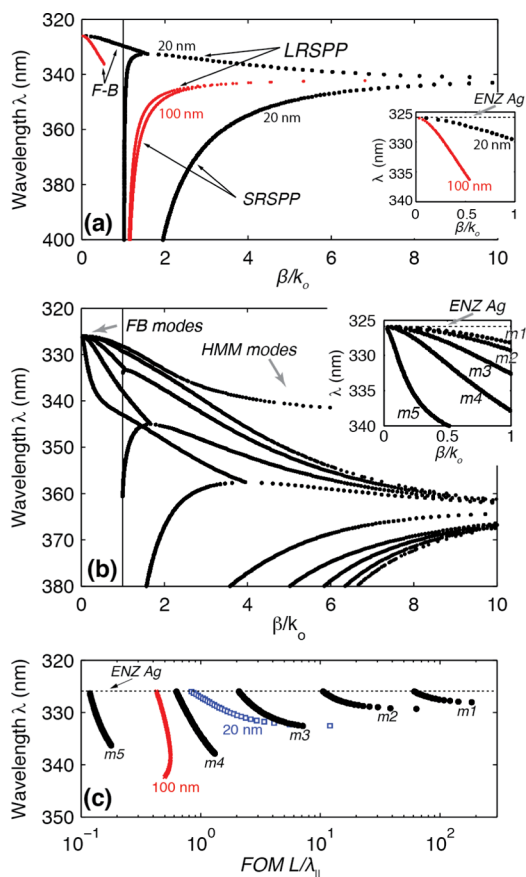 320
340
360
380
400
Wavelength λ (nm)
F-B
20 nm
LRSPP
100 nm
20 nm
SRSPP
(a)
ENZ Ag
325
330
335
340
λ (nm)
20 nm
100 nm
0 0.5 1
β/kₒ
0 2 4 6 8 10
β/kₒ
320
330
340
350
360
370
380
Wavelength λ (nm)
FB modes
HMM modes
(b)
ENZ Ag
325
330
335
340
λ (nm)
m1
m2
m3
m4
m5
0 0.5 1
β/kₒ
0 2 4 6 8 10
β/kₒ
320
330
340
350
Wavelength λ (nm)
ENZ Ag
m5
100 nm
m4
20 nm
m3
m2
m1
(c)
10⁻¹ 10⁰ 10¹ 10²
FOM L/λ||